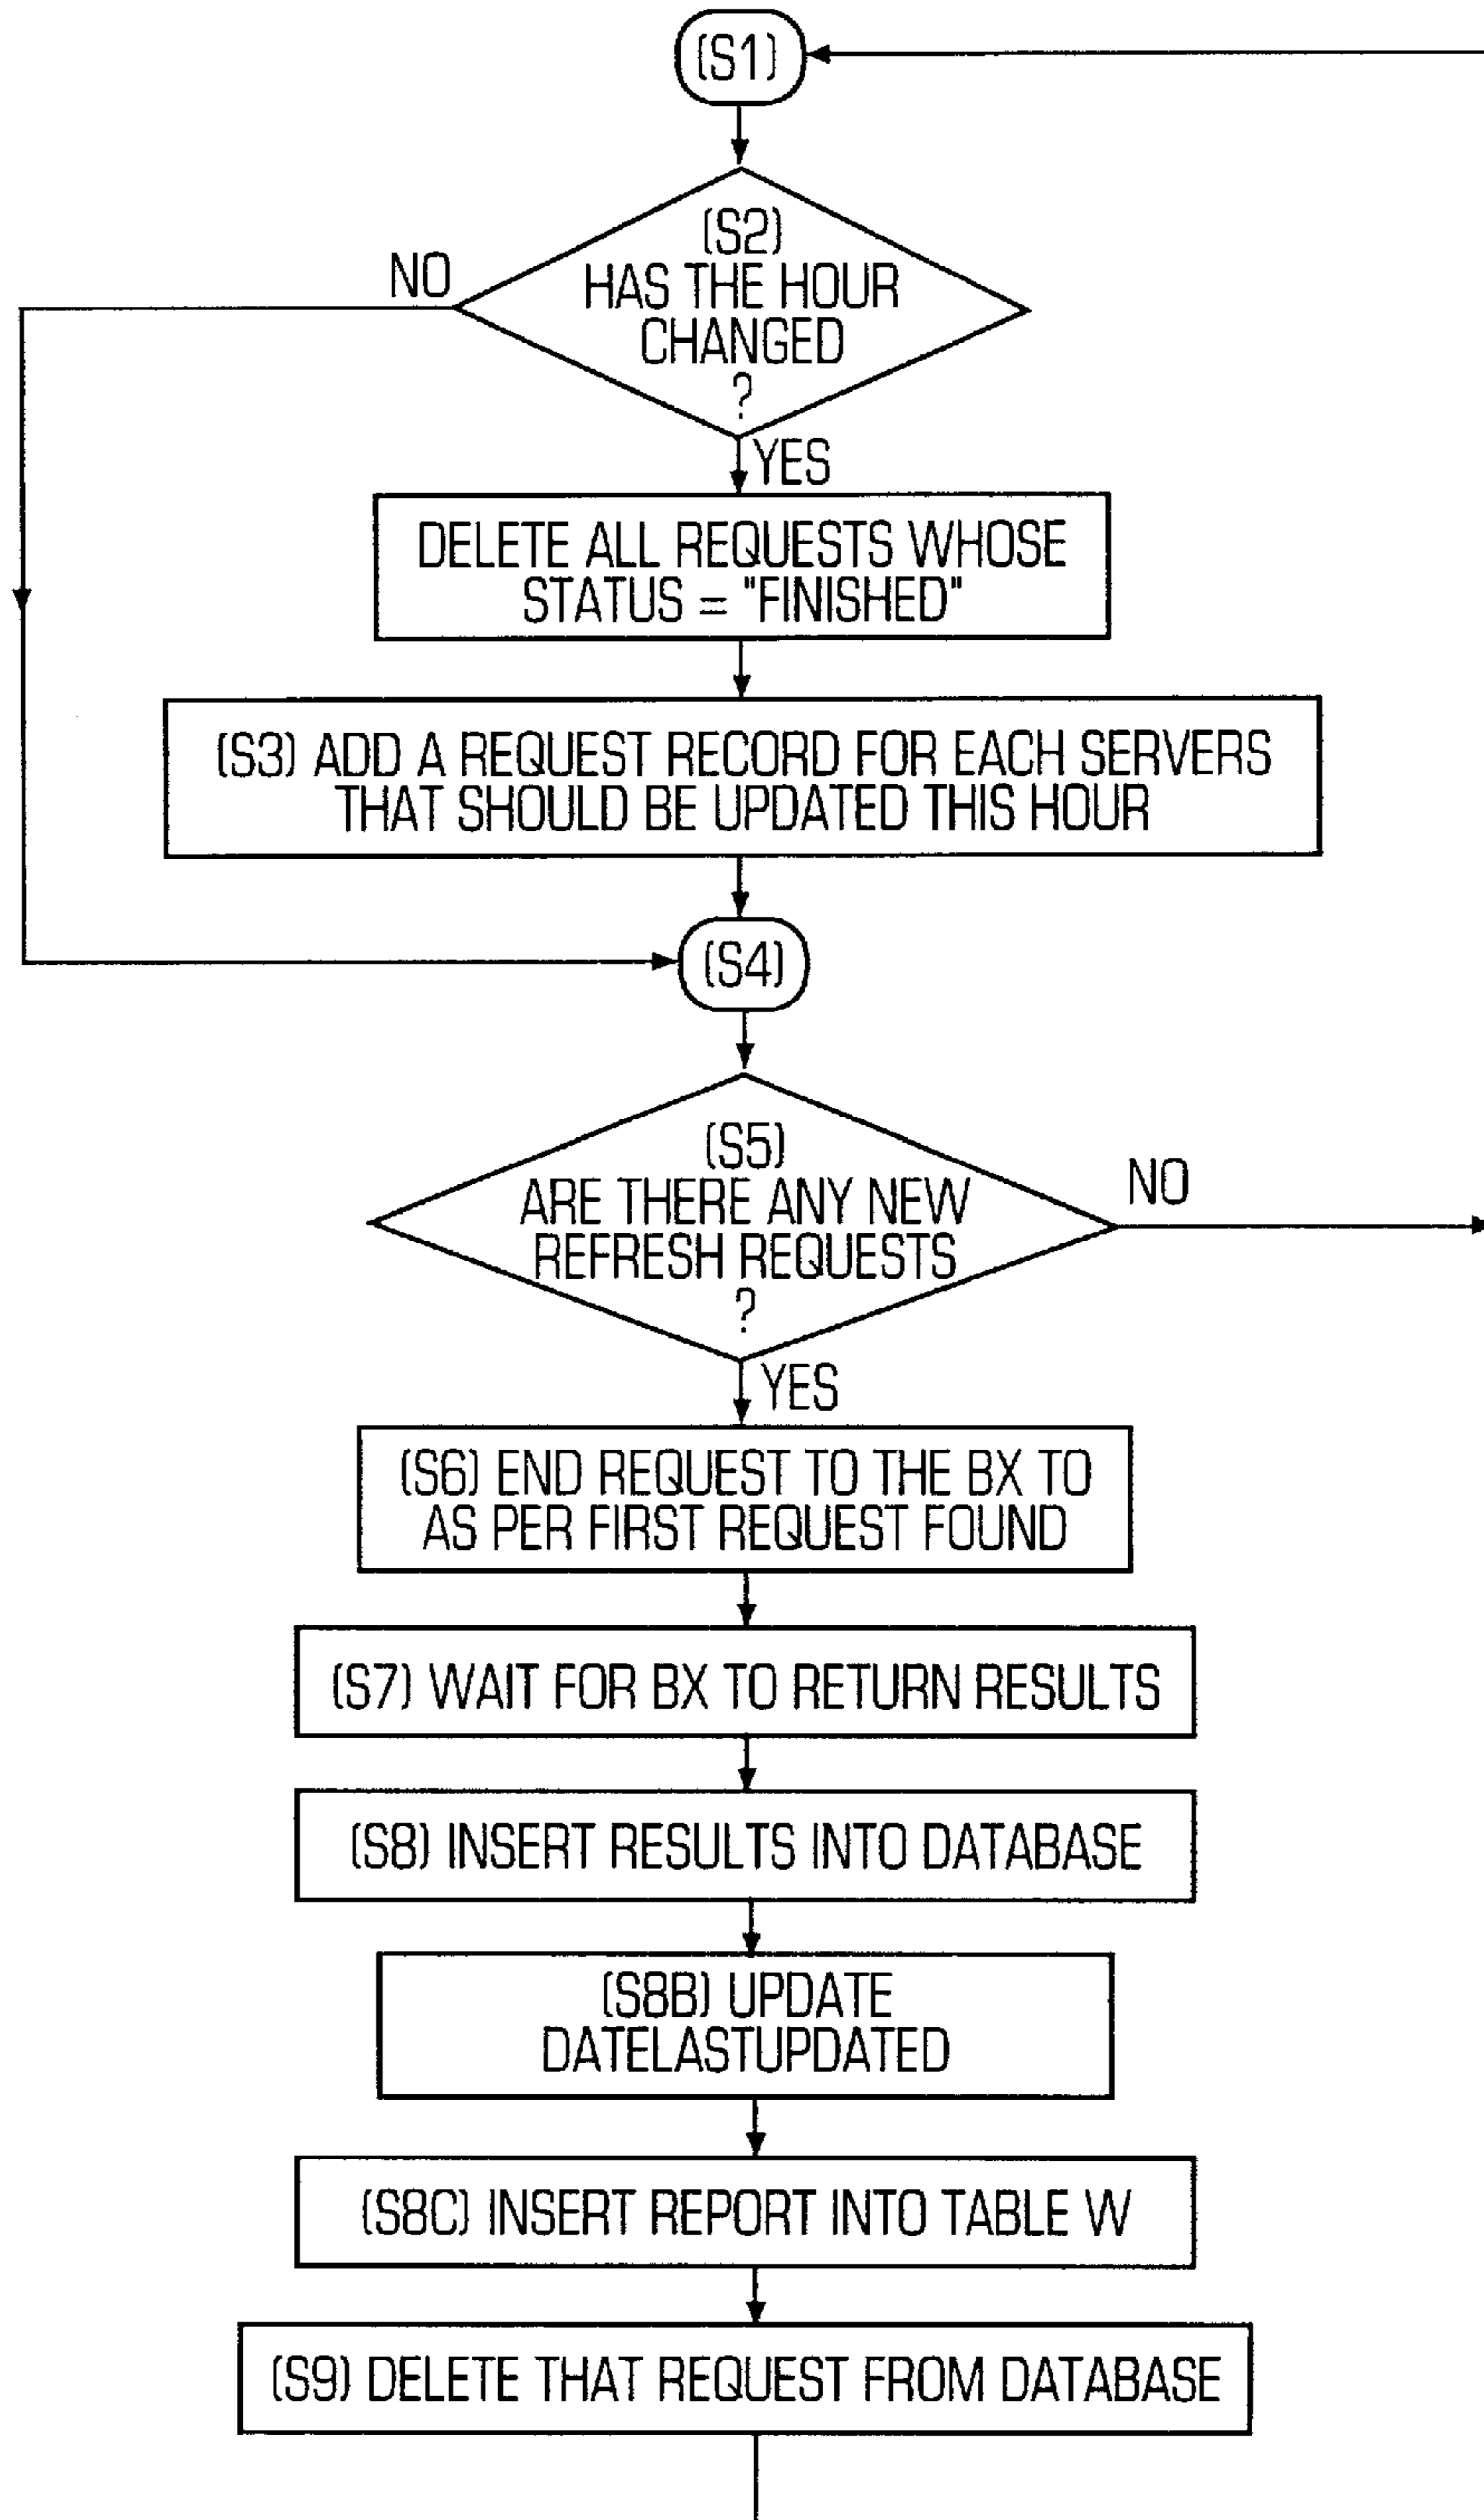 (S1)
(S2)
HAS THE HOUR
CHANGED
?
NO
YES
DELETE ALL REQUESTS WHOSE
STATUS = "FINISHED"
(S3) ADD A REQUEST RECORD FOR EACH SERVERS
THAT SHOULD BE UPDATED THIS HOUR
(S4)
(S5)
ARE THERE ANY NEW
REFRESH REQUESTS
?
NO
YES
(S6) END REQUEST TO THE BX TO
AS PER FIRST REQUEST FOUND
(S7) WAIT FOR BX TO RETURN RESULTS
(S8) INSERT RESULTS INTO DATABASE
(S8B) UPDATE
DATELASTUPDATED
(S8C) INSERT REPORT INTO TABLE W
(S9) DELETE THAT REQUEST FROM DATABASE